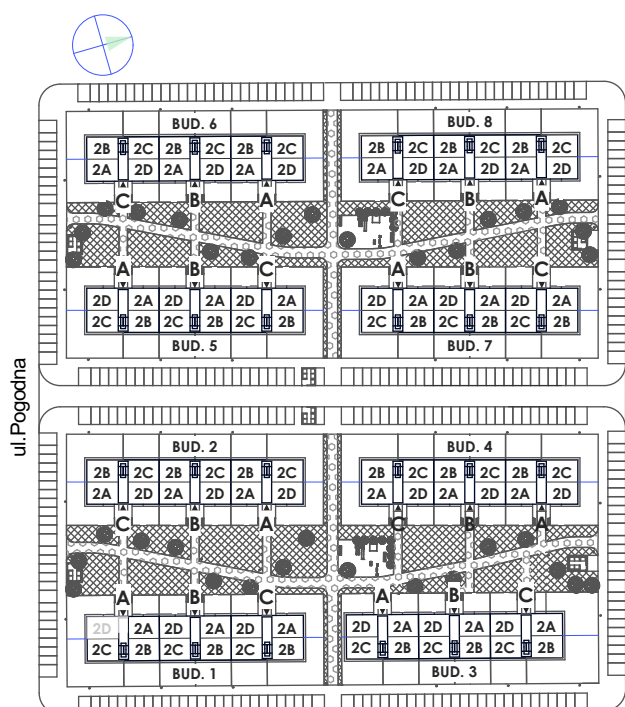 BUD. 6 BUD. 8
2B 2C 2B 2C 2B 2C 2B 2C 2B 2C 2B 2C
2A 2D 2A 2D 2A 2D 2A 2D 2A 2D 2A 2D
C B A C B A
A B C A B C
2D 2A 2D 2A 2D 2A 2D 2A 2D 2A 2D 2A
2C 2B 2C 2B 2C 2B 2C 2B 2C 2B 2C 2B
BUD. 5 BUD. 7
ul.Pogodna
BUD. 2 BUD. 4
2B 2C 2B 2C 2B 2C 2B 2C 2B 2C 2B 2C
2A 2D 2A 2D 2A 2D 2A 2D 2A 2D 2A 2D
C B A C B A
A B C A B C
2D 2A 2D 2A 2D 2A 2D 2A 2D 2A 2D 2A
2C 2B 2C 2B 2C 2B 2C 2B 2C 2B 2C 2B
BUD. 1 BUD. 3